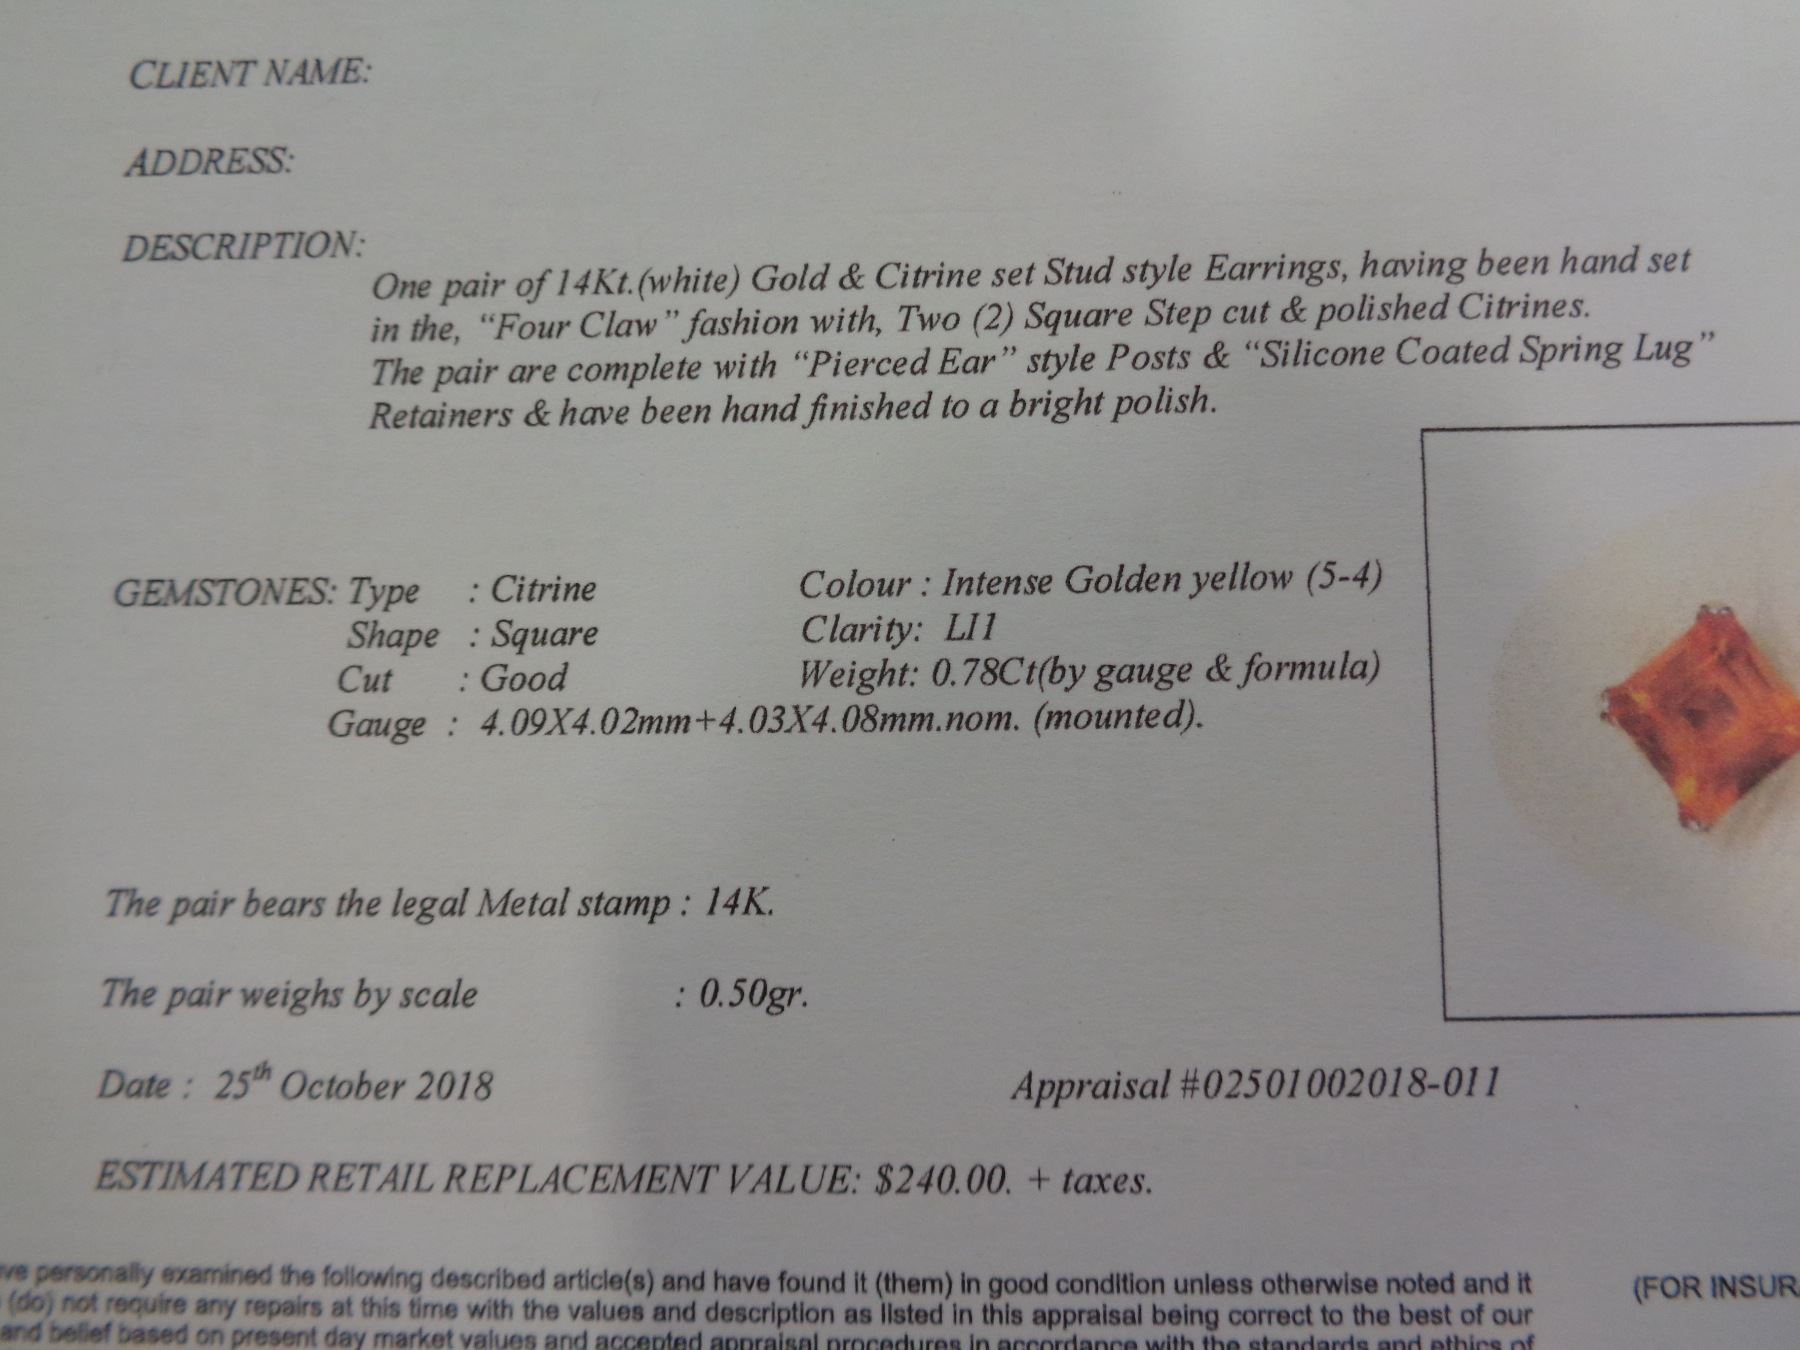 CLIENT NAME:
ADDRESS:
DESCRIPTION:
One pair of 14Kt.(white) Gold & Citrine set Stud style Earrings, having been hand set
in the, “Four Claw” fashion with, Two (2) Square Step cut & polished Citrines.
The pair are complete with “Pierced Ear” style Posts & “Silicone Coated Spring Lug”
Retainers & have been hand finished to a bright polish.
GEMSTONES: Type : Citrine Colour : Intense Golden yellow (5-4)
Shape : Square Clarity: LI1
Cut : Good Weight: 0.78Ct(by gauge & formula)
Gauge : 4.09X4.02mm+4.03X4.08mm.nom. (mounted).
The pair bears the legal Metal stamp : 14K.
The pair weighs by scale : 0.50gr.
Date : 25th October 2018 Appraisal #02501002018-011
ESTIMATED RETAIL REPLACEMENT VALUE: $240.00. + taxes.
ve personally examined the following described article(s) and have found it (them) in good condition unless otherwise noted and it (FOR INSUR
(do) not require any repairs at this time with the values and description as listed in this appraisal being correct to the best of our
and belief based on present day market values and accepted appraisal procedures in accordance with the standards and ethics of